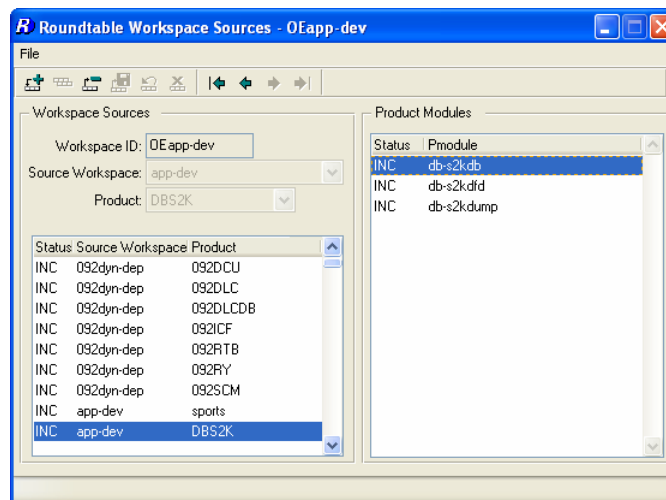 Roundtable Workspace Sources - OEapp-dev
File
Workspace Sources
Workspace ID: OEapp-dev
Source Workspace: app-dev
Product: DBS2K
Status Source Workspace Product
INC 092dyn-dep 092DCU
INC 092dyn-dep 092DLC
INC 092dyn-dep 092DLCDB
INC 092dyn-dep 092ICF
INC 092dyn-dep 092RTB
INC 092dyn-dep 092RY
INC 092dyn-dep 092SCM
INC app-dev sports
INC app-dev DBS2K
Product Modules
Status Pmodule
INC db-s2kdb
INC db-s2kdfd
INC db-s2kdump